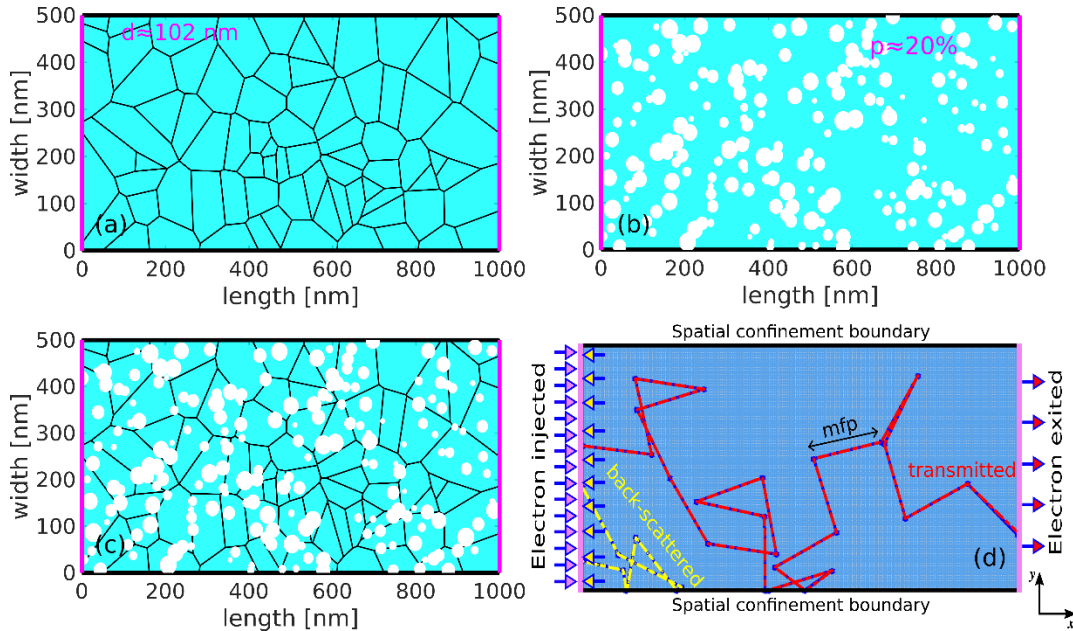 d≈102 nm
500
400
300
200
100
0
width [nm]
(a)
0 200 400 600 800 1000
length [nm]
p≈20%
500
400
300
200
100
0
width [nm]
(b)
0 200 400 600 800 1000
length [nm]
500
400
300
200
100
0
width [nm]
(c)
0 200 400 600 800 1000
length [nm]
Spatial confinement boundary
Electron injected
mfp
transmitted
back-scattered
(d)
Electron exited
Spatial confinement boundary
y
x